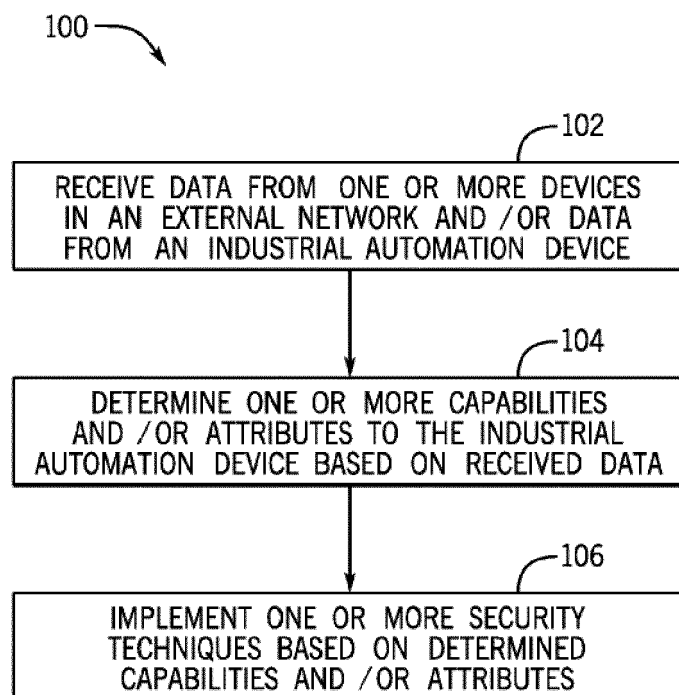 100
102
RECEIVE DATA FROM ONE OR MORE DEVICES
IN AN EXTERNAL NETWORK AND /OR DATA
FROM AN INDUSTRIAL AUTOMATION DEVICE
104
DETERMINE ONE OR MORE CAPABILITIES
AND /OR ATTRIBUTES TO THE INDUSTRIAL
AUTOMATION DEVICE BASED ON RECEIVED DATA
106
IMPLEMENT ONE OR MORE SECURITY
TECHNIQUES BASED ON DETERMINED
CAPABILITIES AND /OR ATTRIBUTES